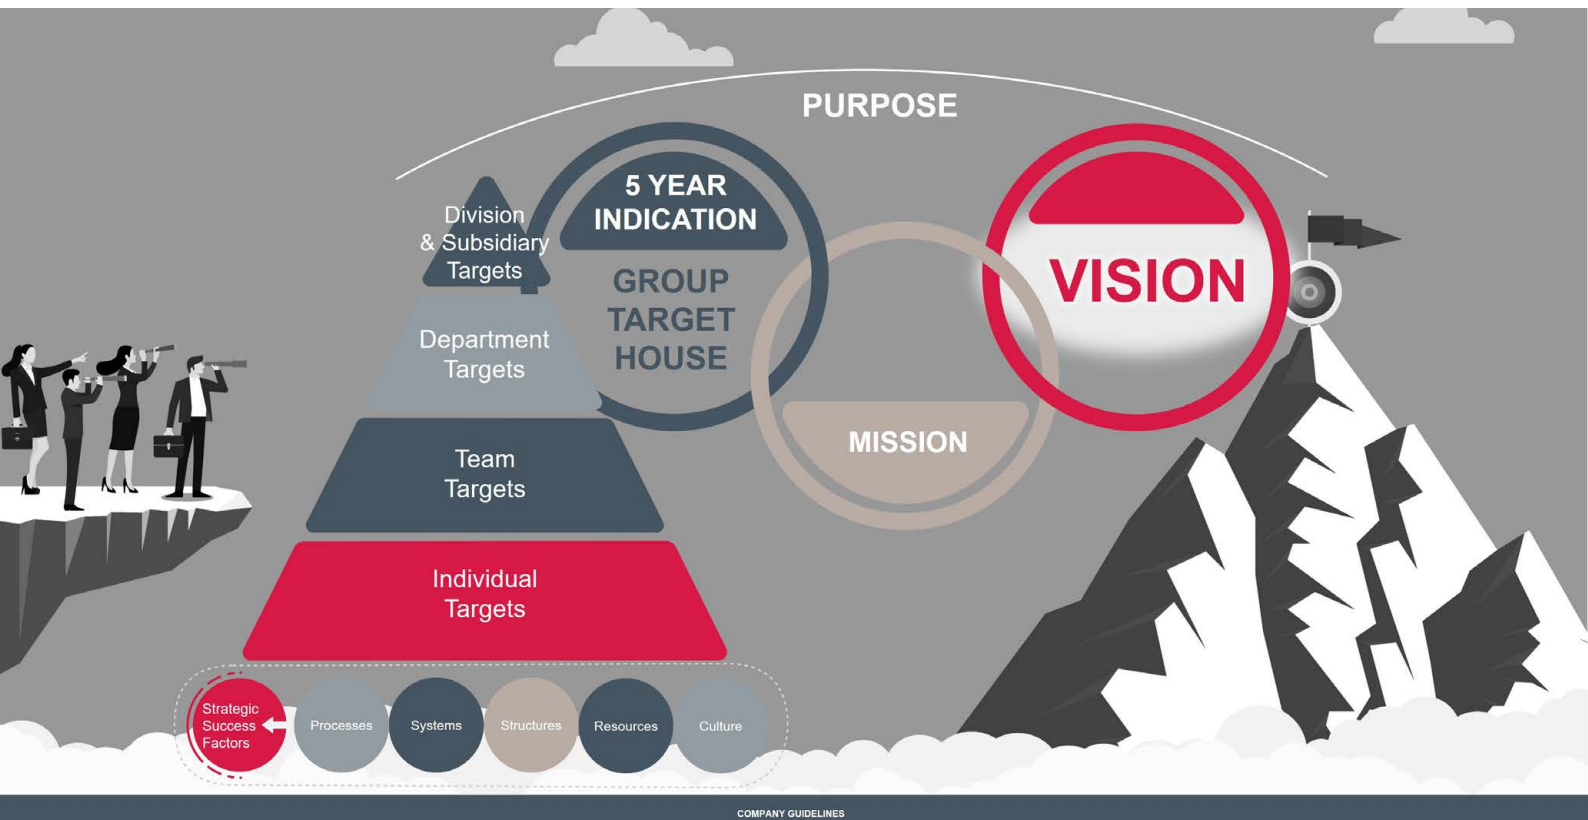 PURPOSE
5 YEAR
INDICATION
GROUP
TARGET
HOUSE
MISSION
VISION
Division
& Subsidiary
Targets
Department
Targets
Team
Targets
Individual
Targets
Strategic
Success
Factors
Processes
Systems
Structures
Resources
Culture
COMPANY GUIDELINES